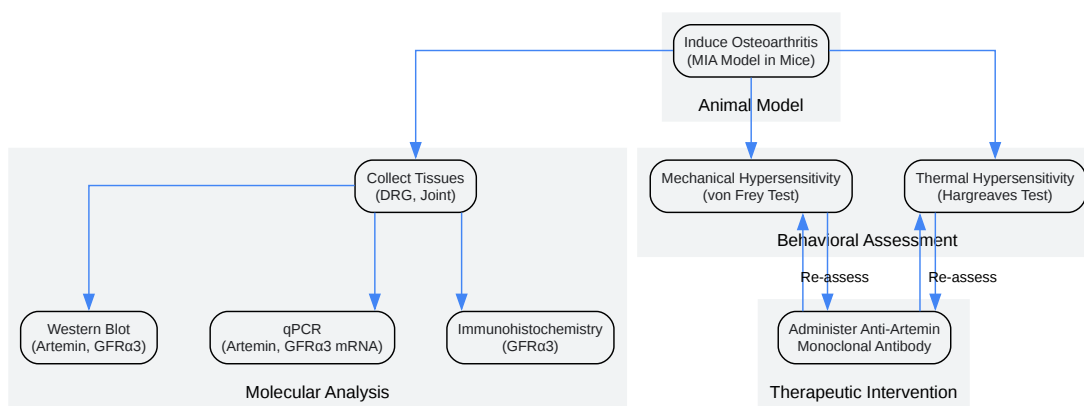 Induce Osteoarthritis
(MIA Model in Mice)
Animal Model
Collect Tissues
(DRG, Joint)
Mechanical Hypersensitivity
(von Frey Test)
Thermal Hypersensitivity
(Hargreaves Test)
Behavioral Assessment
Re-assess
Re-assess
Western Blot
(Artemin, GFRα3)
qPCR
(Artemin, GFRα3 mRNA)
Immunohistochemistry
(GFRα3)
Administer Anti-Artemin
Monoclonal Antibody
Molecular Analysis
Therapeutic Intervention